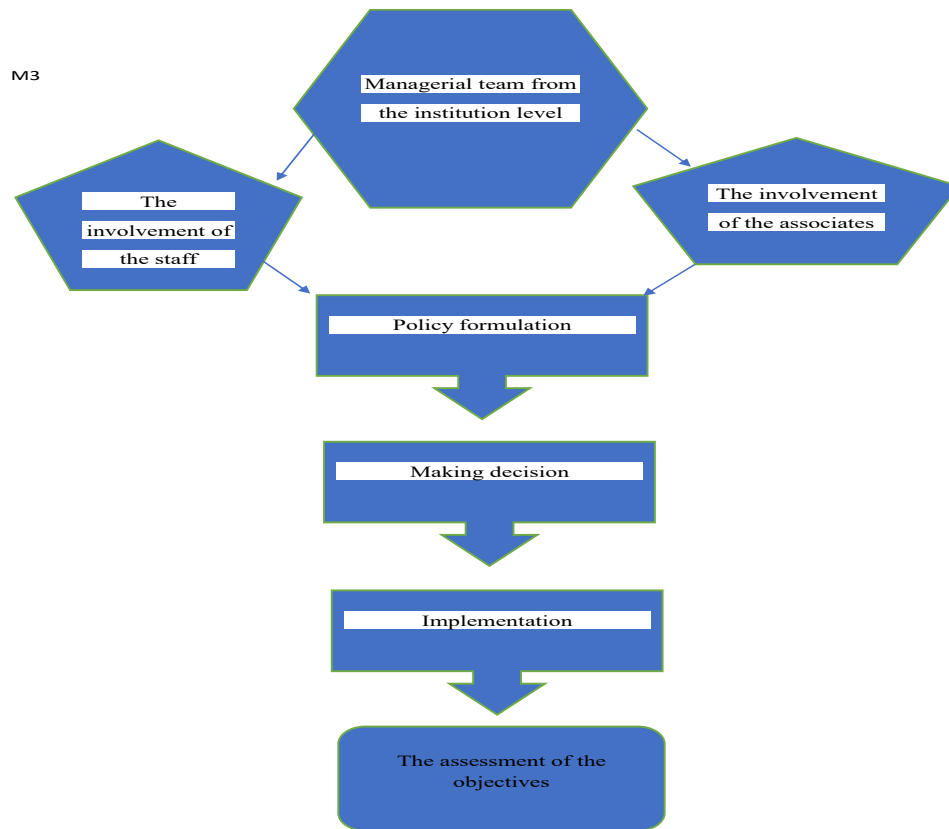 M3
Managerial team from
the institution level
The
involvement of
the staff
The involvement
of the associates
Policy formulation
Making decision
Implementation
The assessment of the
objectives